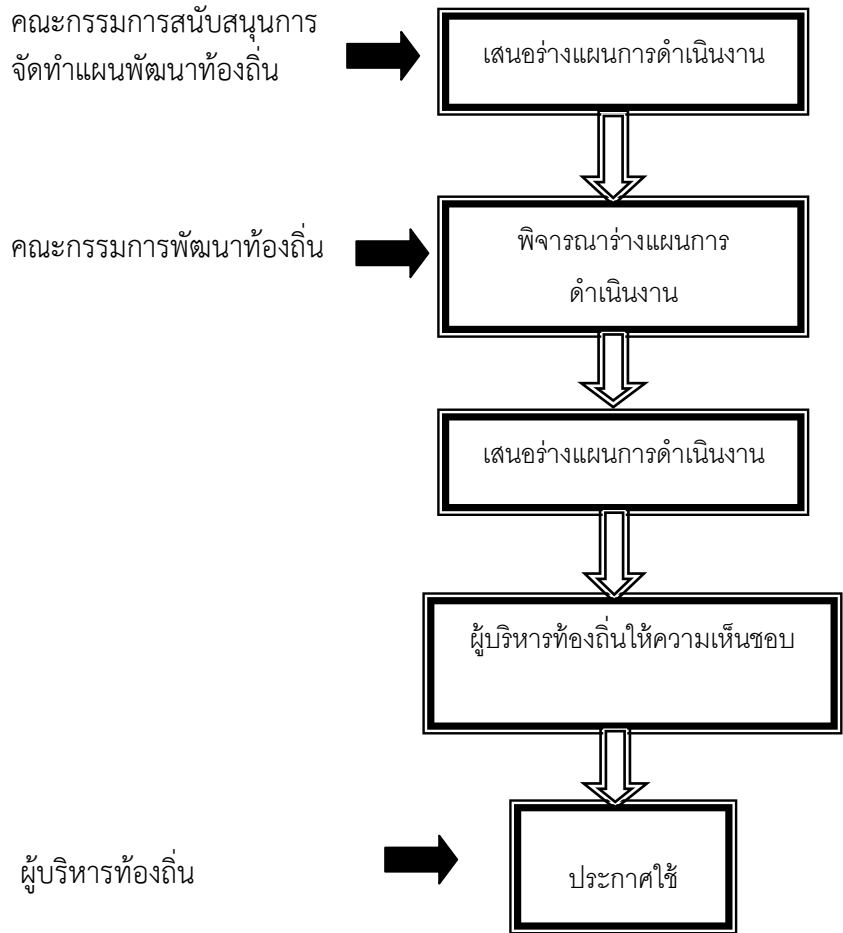 คณะกรรมการสนับสนุนการ
จัดทำแผนพัฒนาท้องถิ่น
เสนอร่างแผนการดำเนินงาน
คณะกรรมการพัฒนาท้องถิ่น
พิจารณาร่างแผนการ
ดำเนินงาน
เสนอร่างแผนการดำเนินงาน
ผู้บริหารท้องถิ่นให้ความเห็นชอบ
ผู้บริหารท้องถิ่น
ประกาศใช้